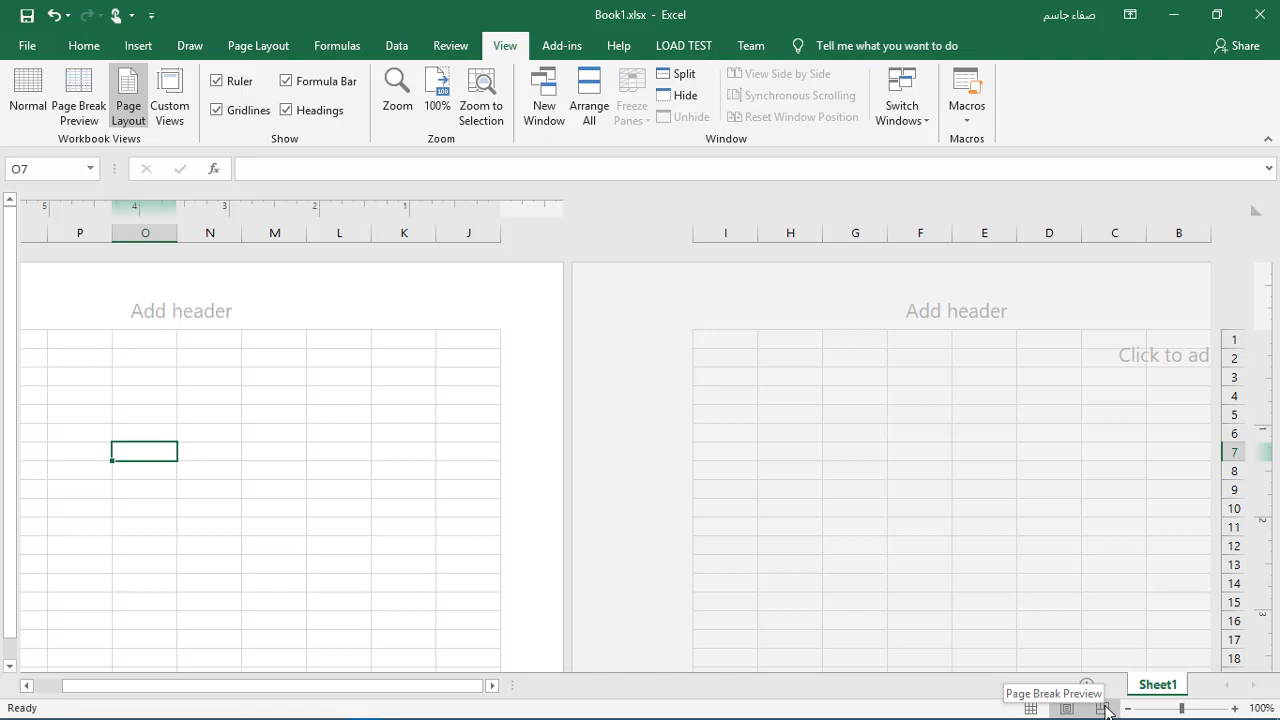 Book1.xlsx - Excel
صفاء جاسم
File Home Insert Draw Page Layout Formulas Data Review View Add-ins Help LOAD TEST Team Tell me what you want to do Share
Normal
Page Break Preview
Page Layout
Custom Views
Workbook Views
Ruler
Formula Bar
Gridlines
Headings
Show
Zoom
100
100%
Zoom to Selection
Zoom
New Window
Arrange All
Freeze Panes
Split
Hide
Unhide
View Side by Side
Synchronous Scrolling
Reset Window Position
Switch Windows
Window
Macros
Macros
O7
fx
5 4 3 2 1
P O N M L K J I H G F E D C B
Add header
Add header
Click to ad
1
2
3
4
5
6
7
8
9
10
11
12
13
14
15
16
17
18
1
2
3
Sheet1
Page Break Preview
Ready
100%